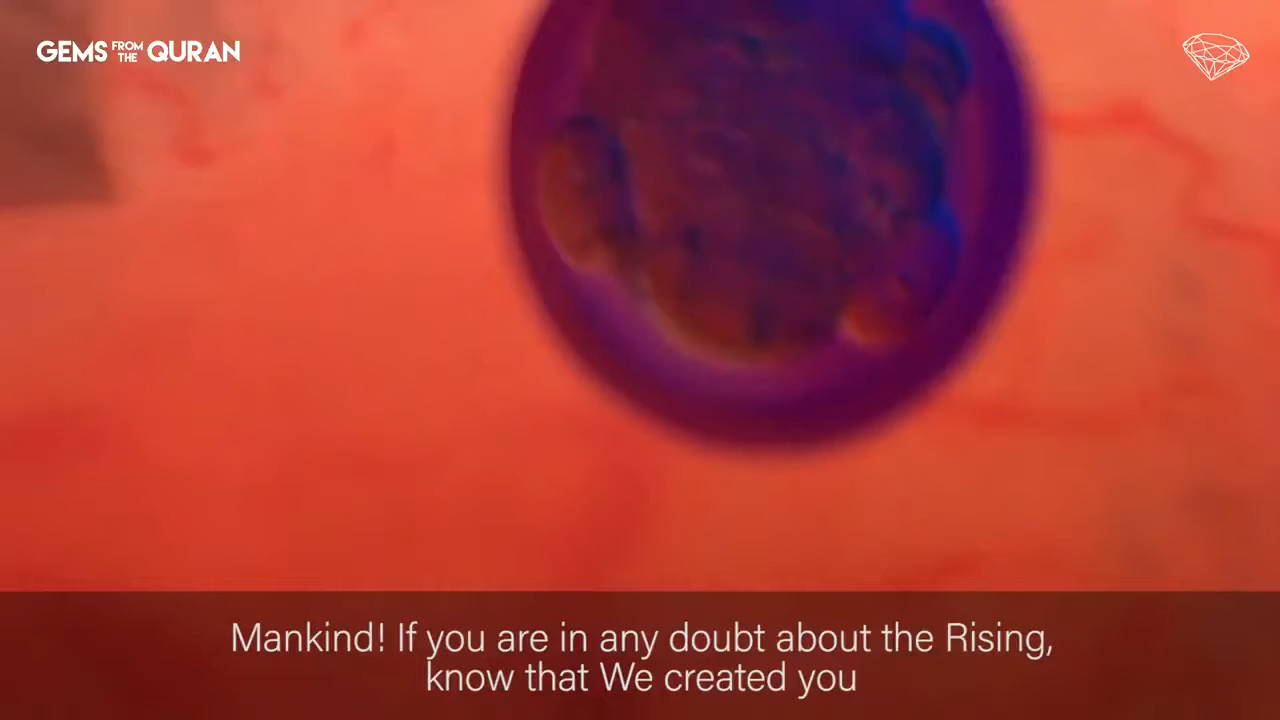 GEMS FROM THE QURAN
Mankind! If you are in any doubt about the Rising,
know that We created you